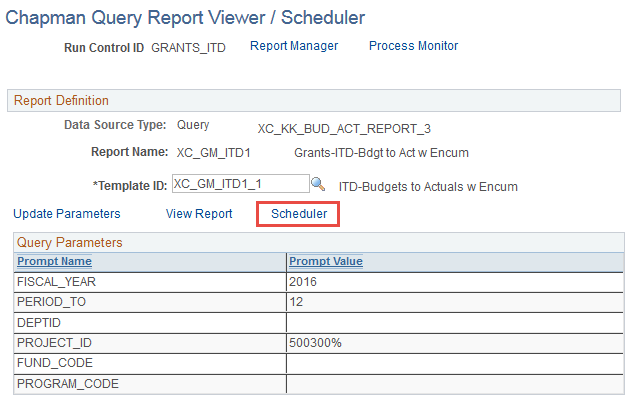 Chapman Query Report Viewer / Scheduler
Run Control ID GRANTS_ITD Report Manager Process Monitor
Report Definition
Data Source Type: Query XC_KK_BUD_ACT_REPORT_3
Report Name: XC_GM_ITD1 Grants-ITD-Bdgt to Act w Encum
*Template ID: XC_GM_ITD1_1 ITD-Budgets to Actuals w Encum
Update Parameters View Report Scheduler
Query Parameters
Prompt Name Prompt Value
FISCAL_YEAR 2016
PERIOD_TO 12
DEPTID
PROJECT_ID 500300%
FUND_CODE
PROGRAM_CODE